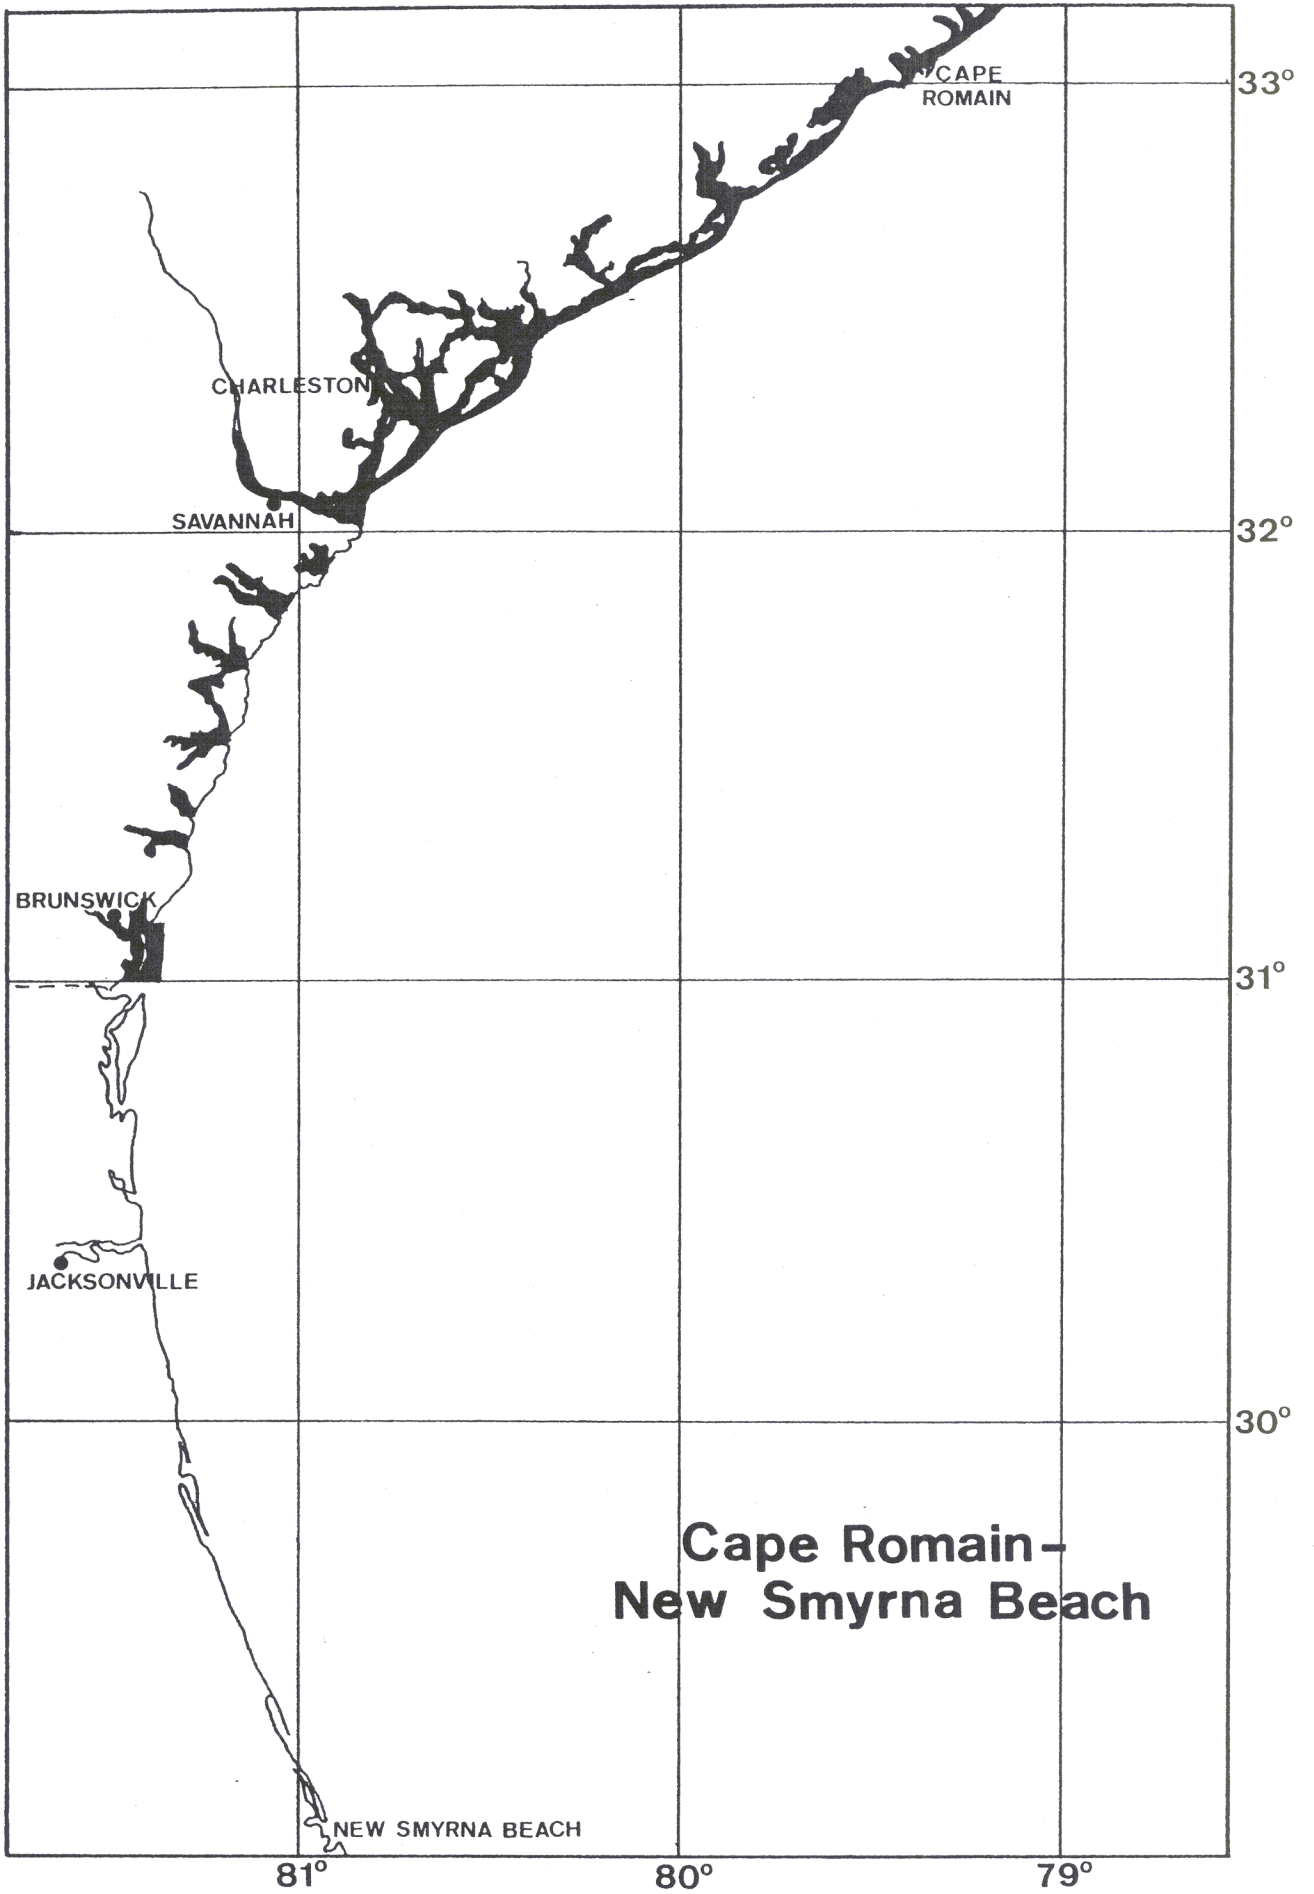 CAPE
ROMAIN
33°
CHARLESTON
SAVANNAH
32°
BRUNSWICK
31°
JACKSONVILLE
30°
Cape Romain–
New Smyrna Beach
NEW SMYRNA BEACH
81°
80°
79°